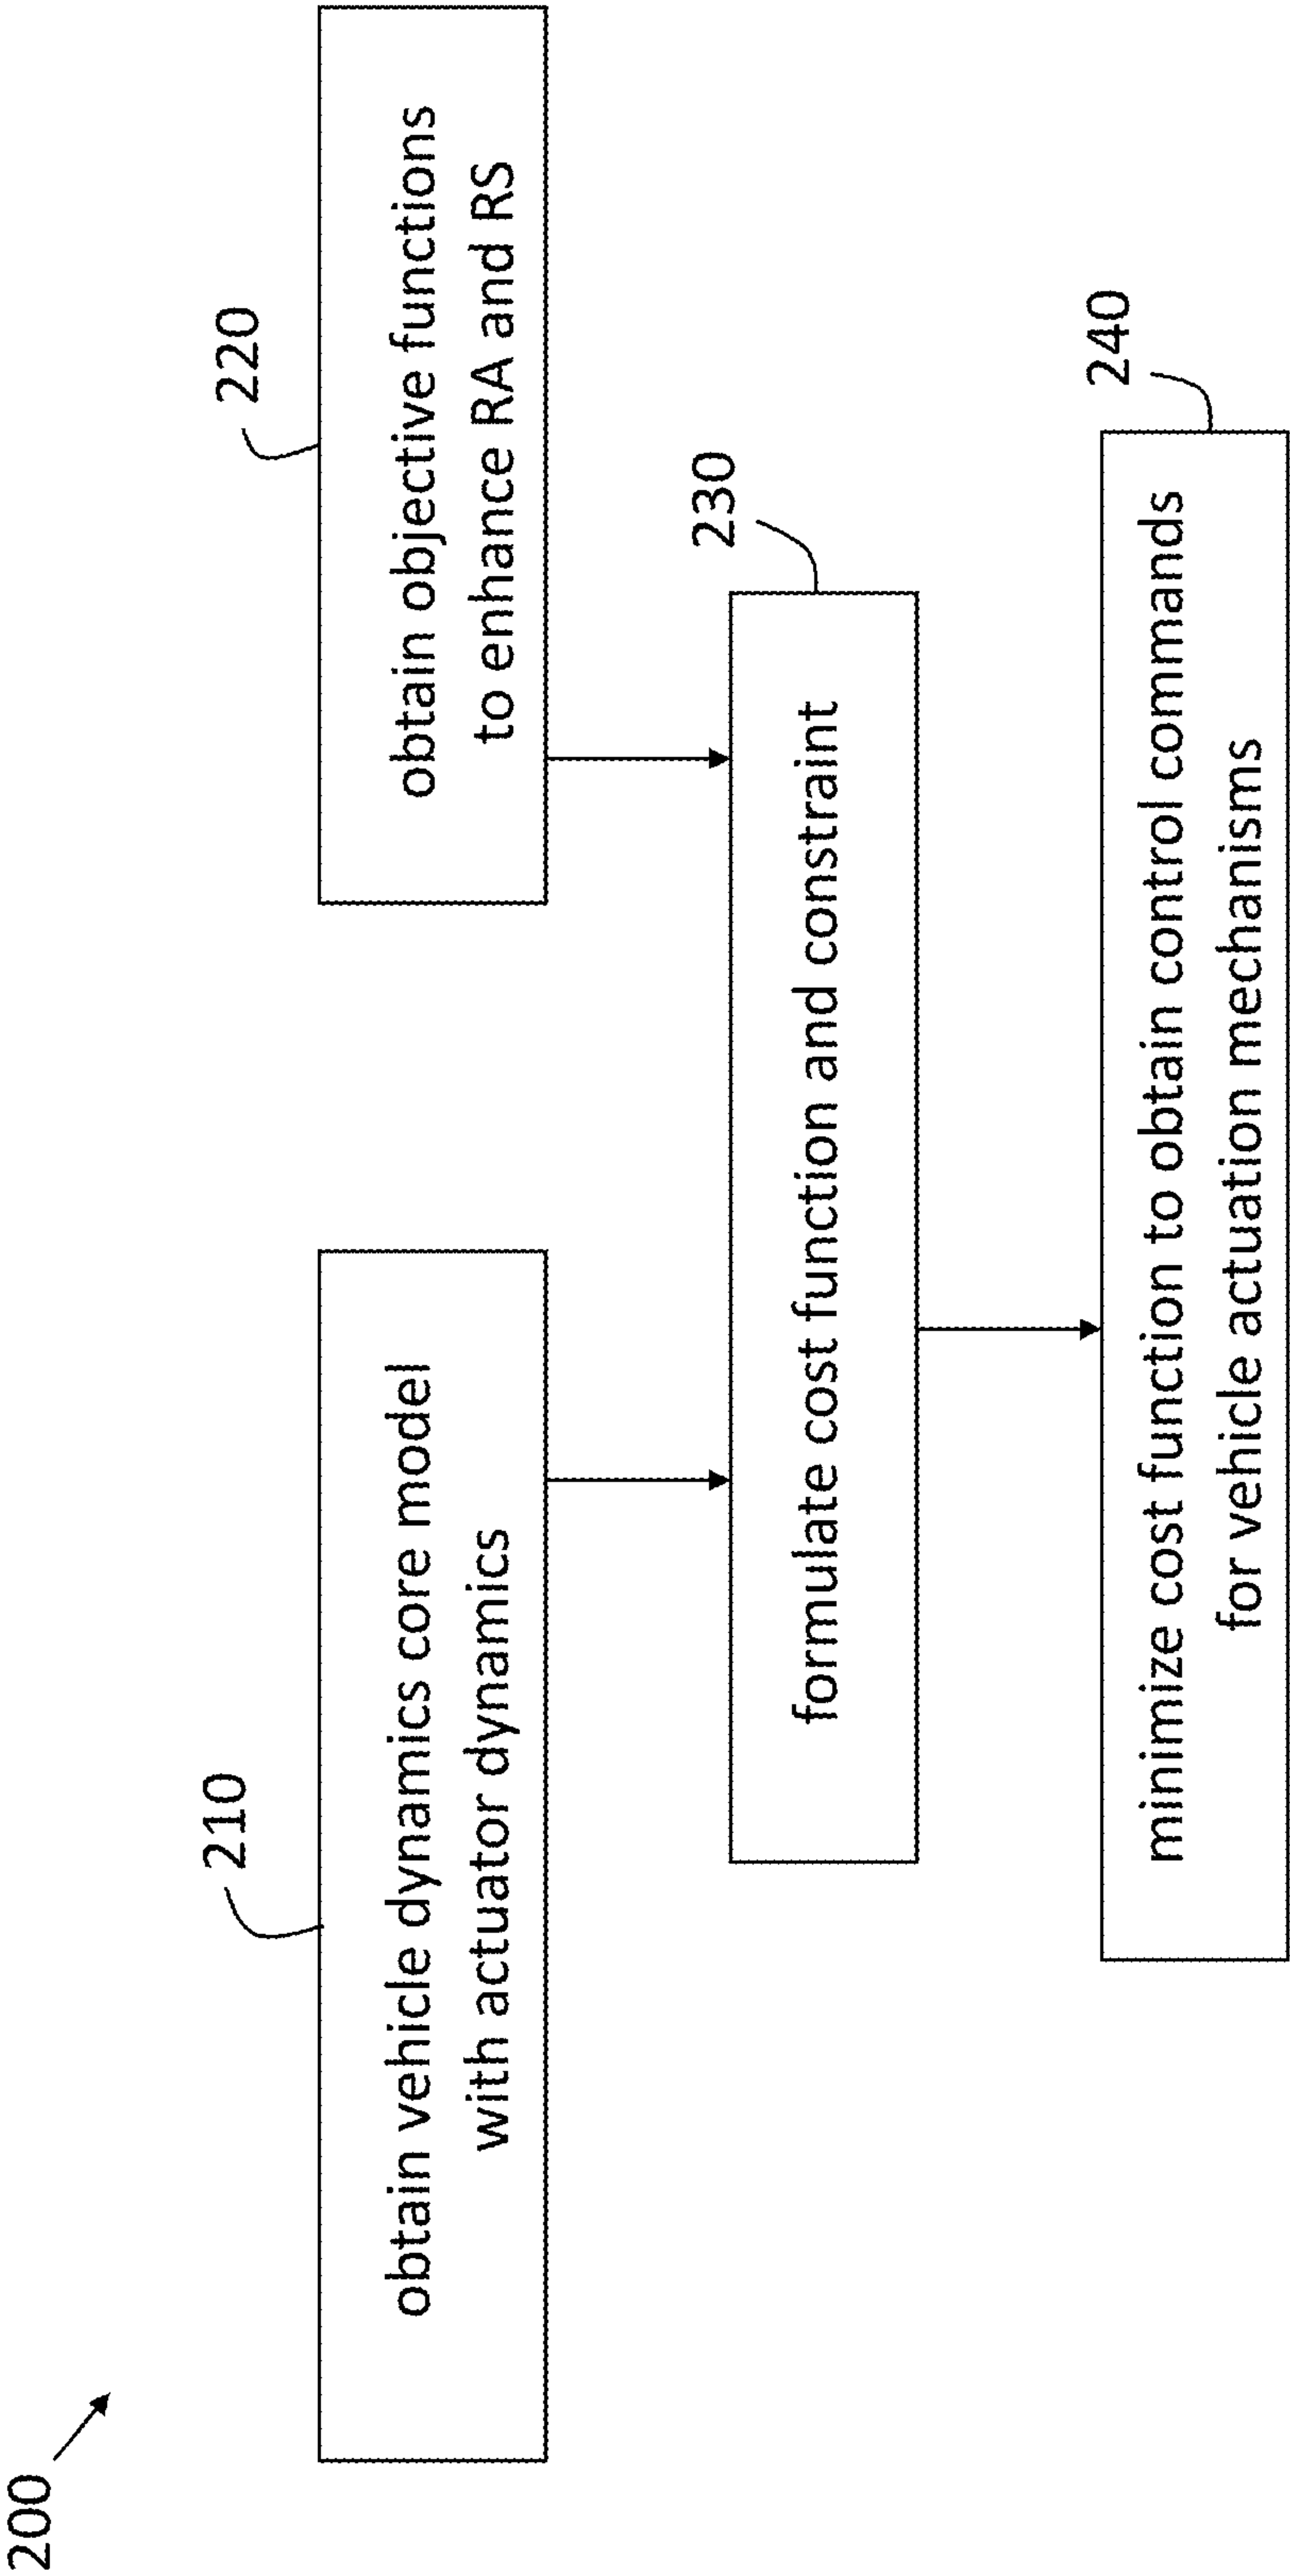 200
210
obtain vehicle dynamics core model
with actuator dynamics
220
obtain objective functions
to enhance RA and RS
230
formulate cost function and constraint
240
minimize cost function to obtain control commands
for vehicle actuation mechanisms